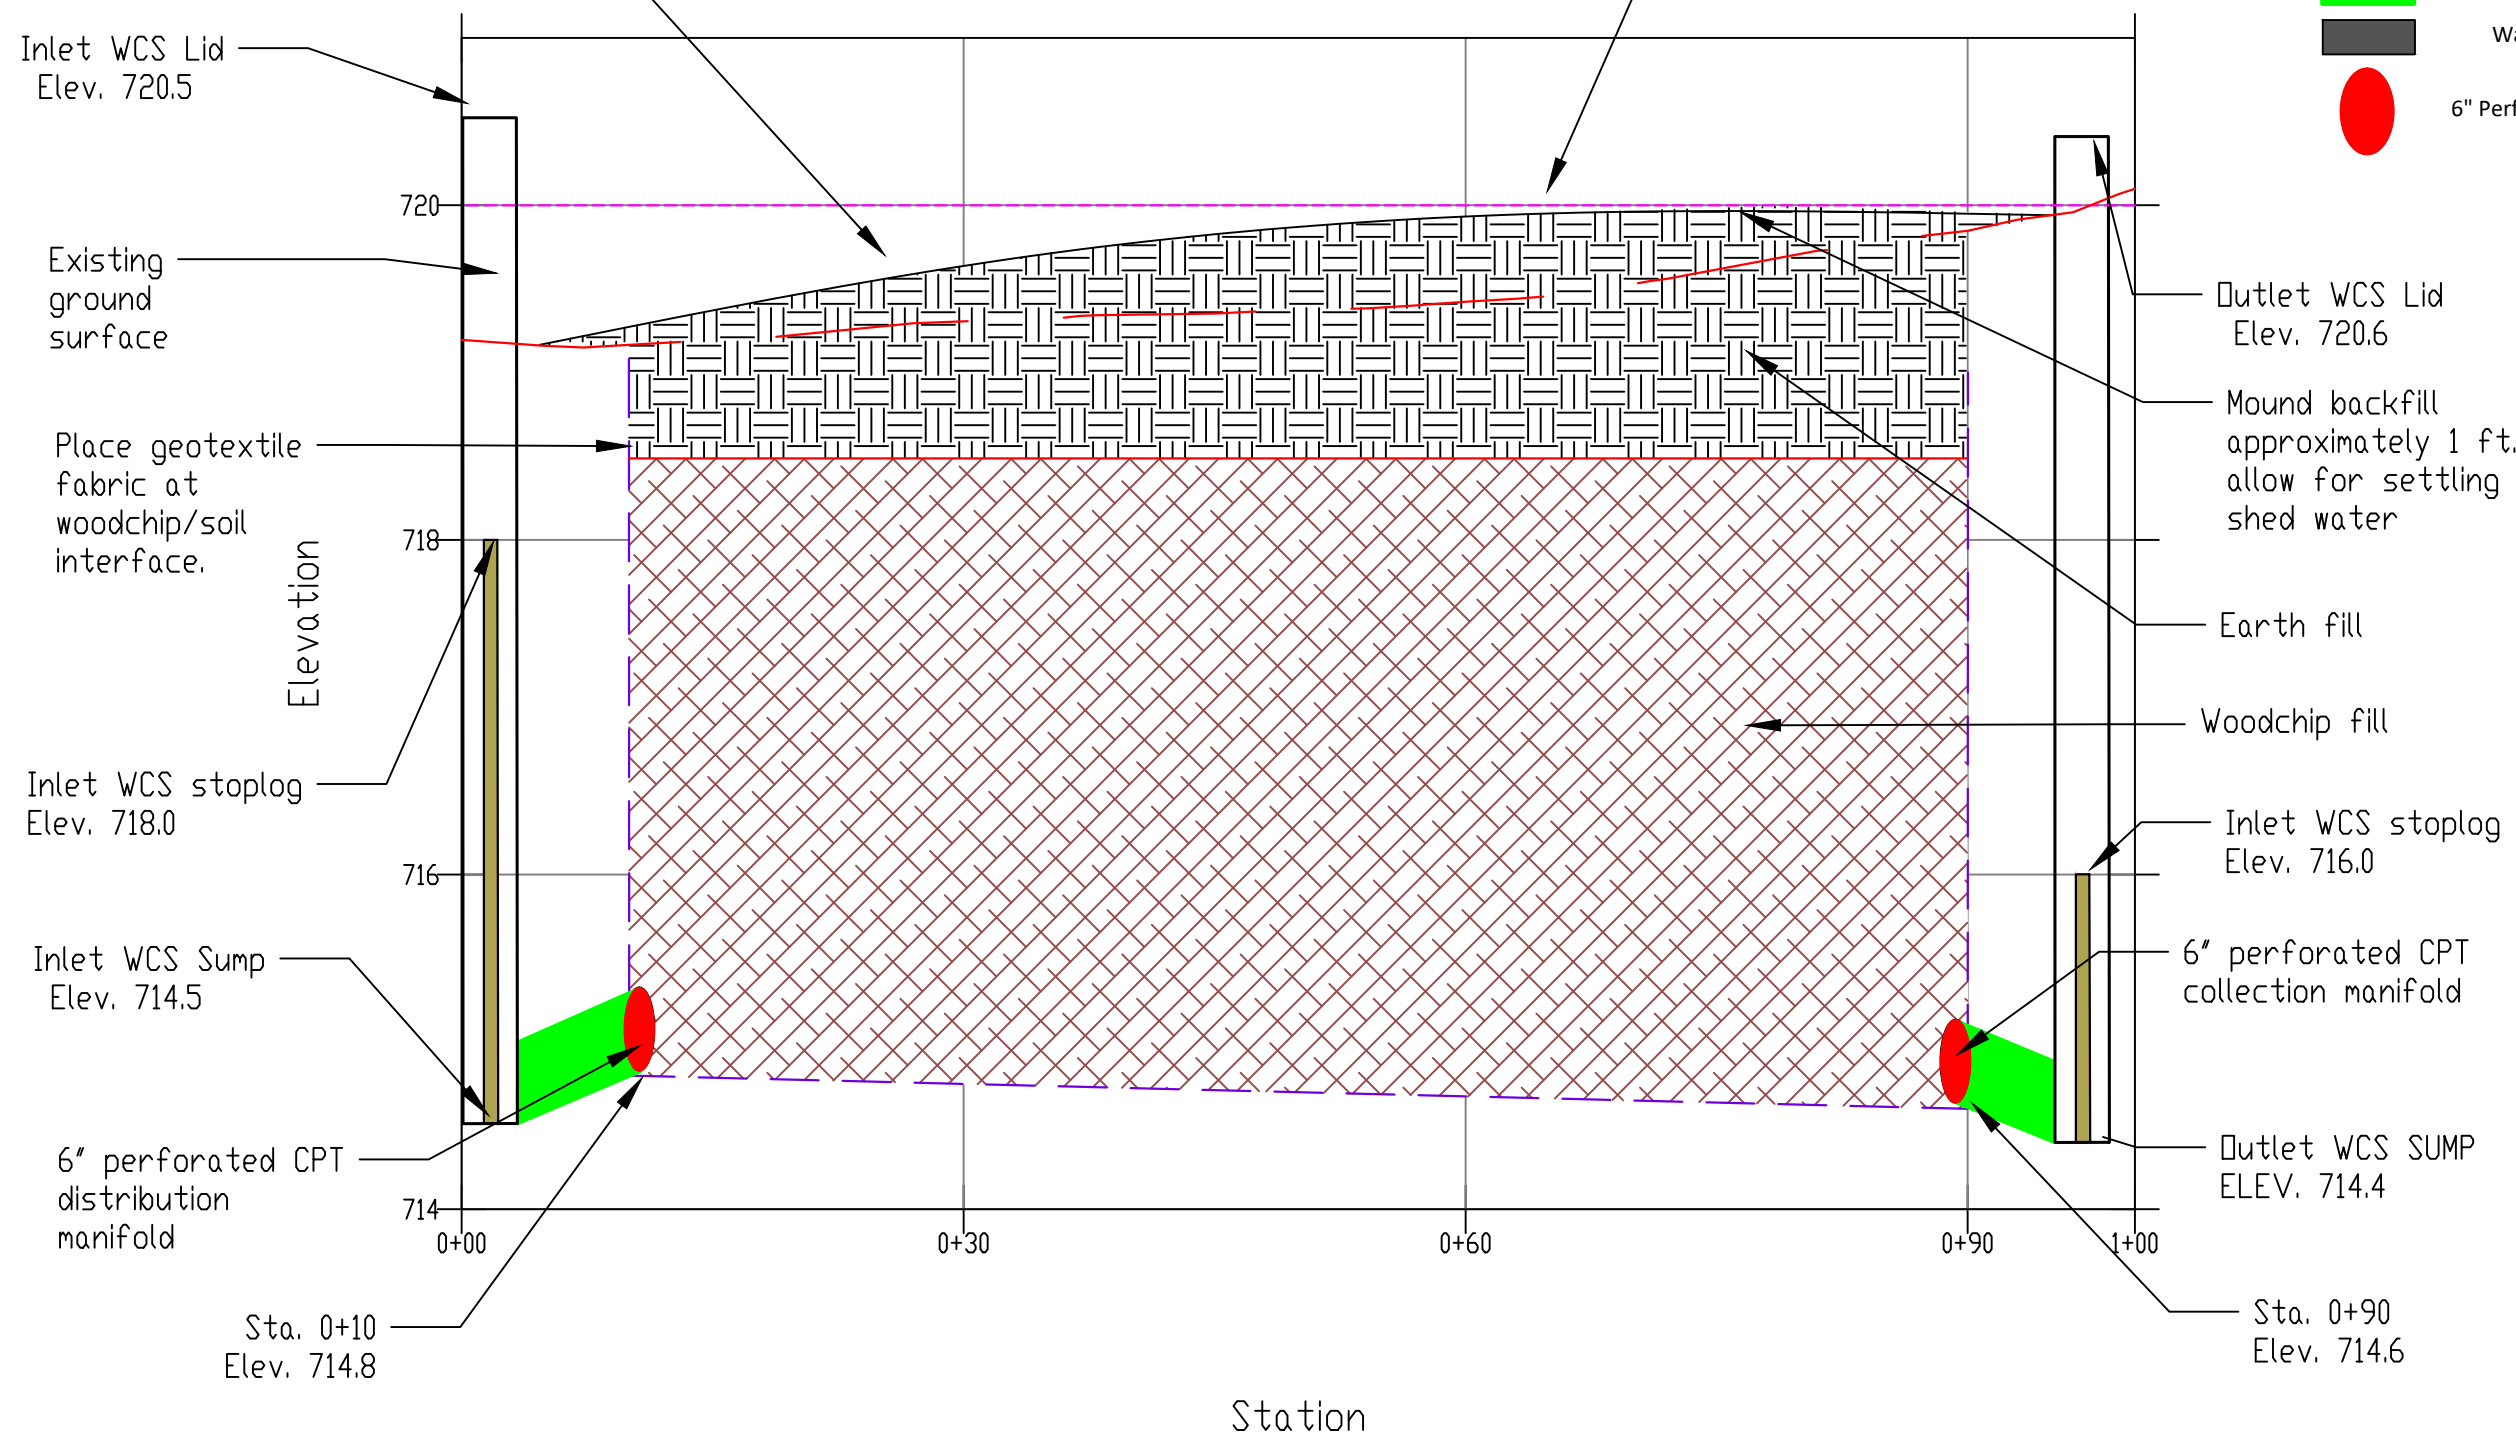 Inlet WCS Lid
Elev. 720.5
6"
720
Existing
ground
surface
Outlet WCS Lid
Elev. 720.6
Mound backfill
approximately 1 ft.
allow for settling
shed water
Place geotextile
fabric at
woodchip/soil
interface.
718
Elevation
Earth fill
Woodchip fill
Inlet WCS stoplog
Elev. 718.0
Inlet WCS stoplog
Elev. 716.0
716
Inlet WCS Sump
Elev. 714.5
6" perforated CPT
collection manifold
6" perforated CPT
distribution
manifold
Outlet WCS SUMP
ELEV. 714.4
714
0+00 0+30 0+60 0+90 1+00
Sta. 0+10
Elev. 714.8
Sta. 0+90
Elev. 714.6
Station